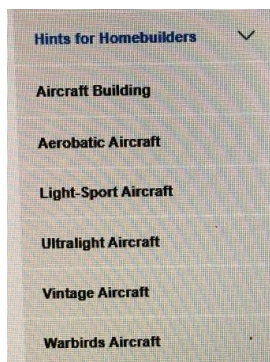 Hints for Homebuilders
Aircraft Building
Aerobatic Aircraft
Light-Sport Aircraft
Ultralight Aircraft
Vintage Aircraft
Warbirds Aircraft